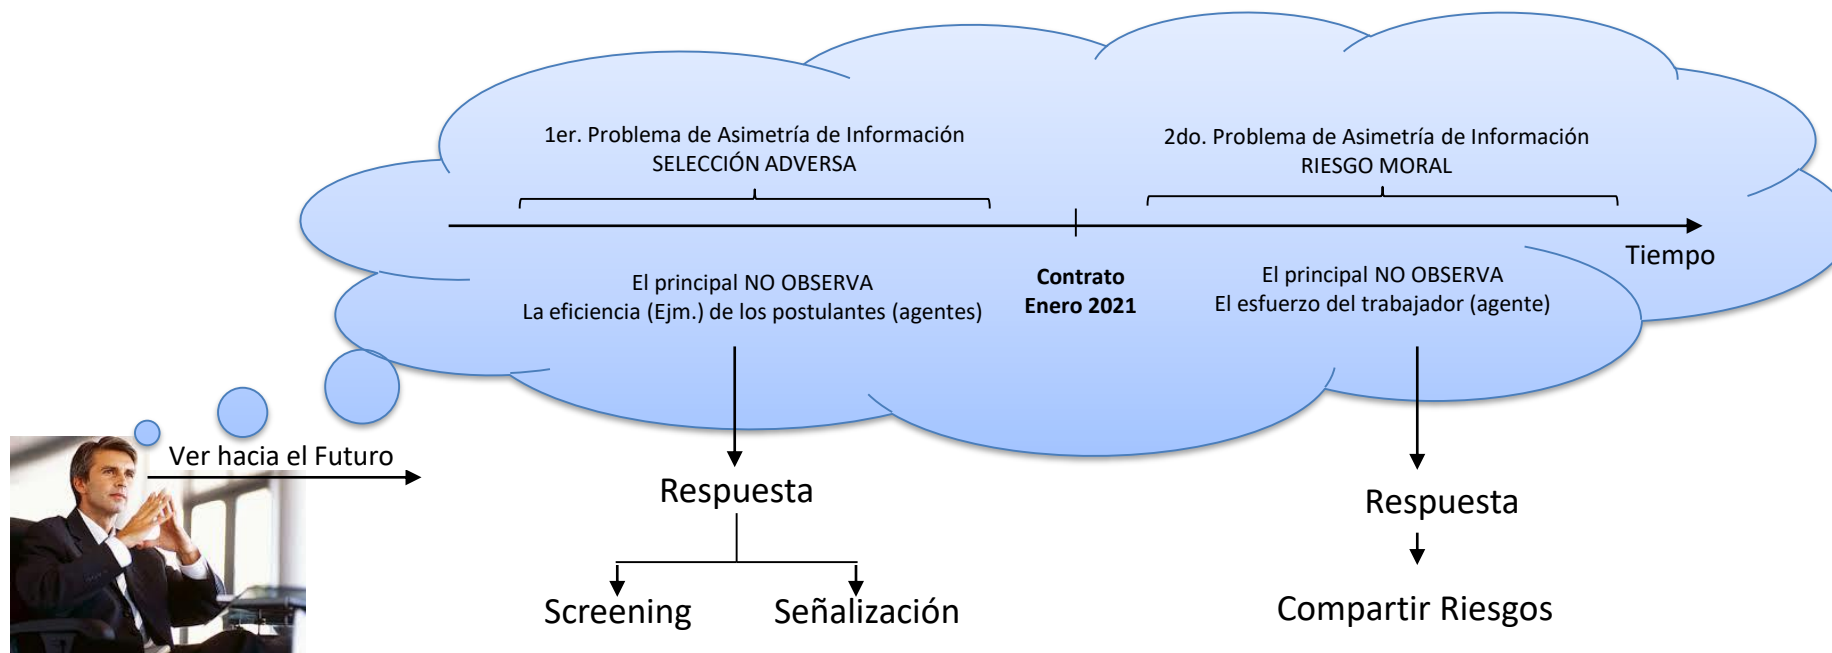 1er. Problema de Asimetría de Información
SELECCIÓN ADVERSA
2do. Problema de Asimetría de Información
RIESGO MORAL
Tiempo
El principal NO OBSERVA
La eficiencia (Ejm.) de los postulantes (agentes)
Contrato
Enero 2021
El principal NO OBSERVA
El esfuerzo del trabajador (agente)
Ver hacia el Futuro
Respuesta
Respuesta
Screening
Señalización
Compartir Riesgos